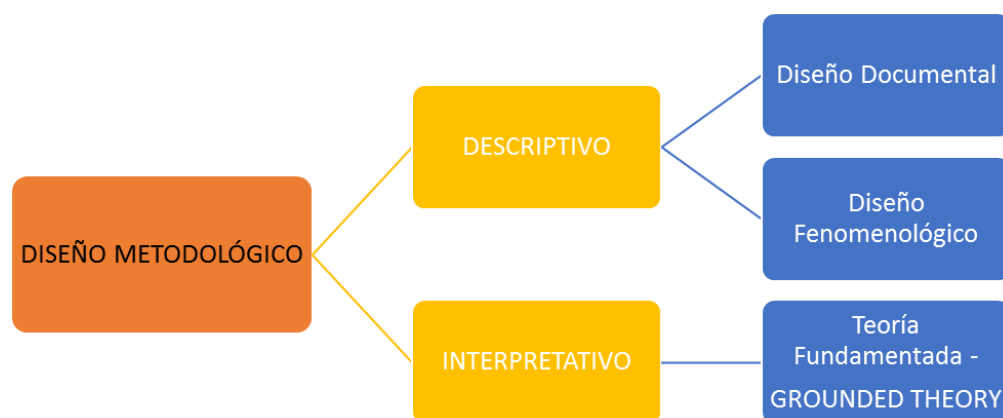 DISEÑO METODOLÓGICO
DESCRIPTIVO
Diseño Documental
Diseño
Fenomenológico
INTERPRETATIVO
Teoría
Fundamentada -
GROUNDED THEORY